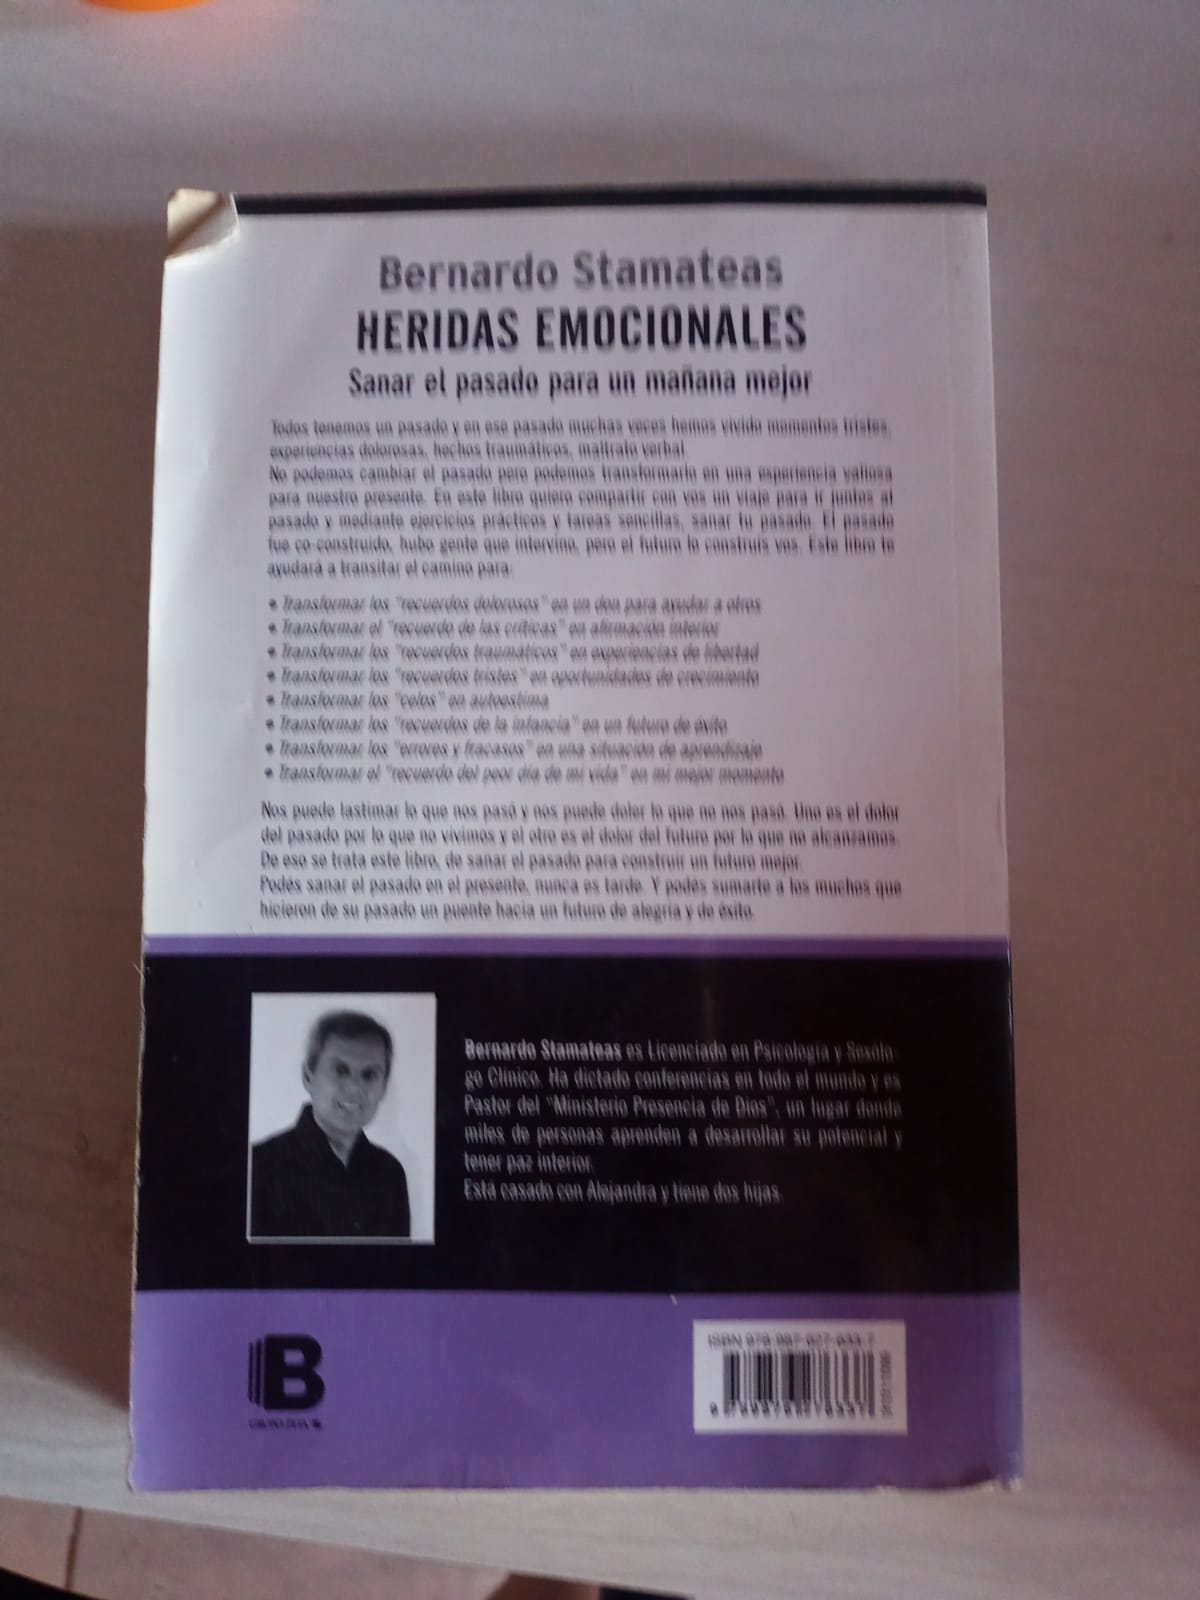 Bernardo Stamateas
HERIDAS EMOCIONALES
Sanar el pasado para un mañana mejor
Todos tenemos un pasado y en ese pasado muchas veces hemos vivido momentos tristes,
experiencias dolorosas, hechos traumáticos, maltrato verbal.
No podemos cambiar el pasado pero podemos transformarlo en una experiencia valiosa
para nuestro presente. En este libro quiero compartir con vos un viaje para ir juntos al
pasado y mediante ejercicios prácticos y tareas sencillas, sanar tu pasado. El pasado
fue co-construido, hubo gente que intervino, pero el futuro lo construís vos. Este libro te
ayudará a transitar el camino para:
• Transformar los "recuerdos dolorosos" en un don para ayudar a otros
• Transformar el "recuerdo de las críticas" en afirmación interior
• Transformar los "recuerdos traumáticos" en experiencias de libertad
• Transformar los "recuerdos tristes" en oportunidades de crecimiento
• Transformar los "celos" en autoestima
• Transformar los "recuerdos de la infancia" en un futuro de éxito
• Transformar los "errores y fracasos" en una situación de aprendizaje
• Transformar el "recuerdo del peor día de mi vida" en mi mejor momento
Nos puede lastimar lo que nos pasó y nos puede doler lo que no nos pasó. Uno es el dolor
del pasado por lo que no vivimos y el otro es el dolor del futuro por lo que no alcanzamos.
De eso se trata este libro, de sanar el pasado para construir un futuro mejor.
Podés sanar el pasado en el presente, nunca es tarde. Y podés sumarte a los muchos que
hicieron de su pasado un puente hacia un futuro de alegría y de éxito.
Bernardo Stamateas es Licenciado en Psicología y Sexólo-
go Clínico. Ha dictado conferencias en todo el mundo y es
Pastor del "Ministerio Presencia de Dios", un lugar donde
miles de personas aprenden a desarrollar su potencial y
tener paz interior.
Está casado con Alejandra y tiene dos hijas.
B
ISBN 978-987-627-033-7